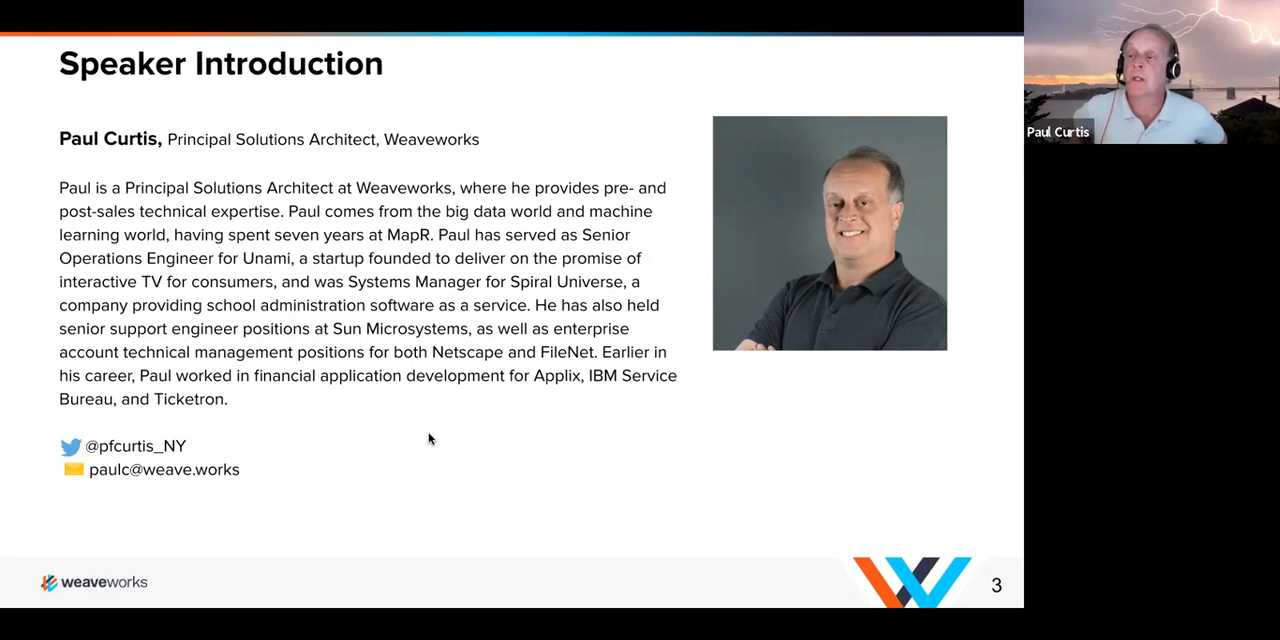 Speaker Introduction
Paul Curtis, Principal Solutions Architect, Weaveworks
Paul is a Principal Solutions Architect at Weaveworks, where he provides pre- and
post-sales technical expertise. Paul comes from the big data world and machine
learning world, having spent seven years at MapR. Paul has served as Senior
Operations Engineer for Unami, a startup founded to deliver on the promise of
interactive TV for consumers, and was Systems Manager for Spiral Universe, a
company providing school administration software as a service. He has also held
senior support engineer positions at Sun Microsystems, as well as enterprise
account technical management positions for both Netscape and FileNet. Earlier in
his career, Paul worked in financial application development for Applix, IBM Service
Bureau, and Ticketron.
@pfcurtis_NY
paulc@weave.works
weaveworks
3
Paul Curtis